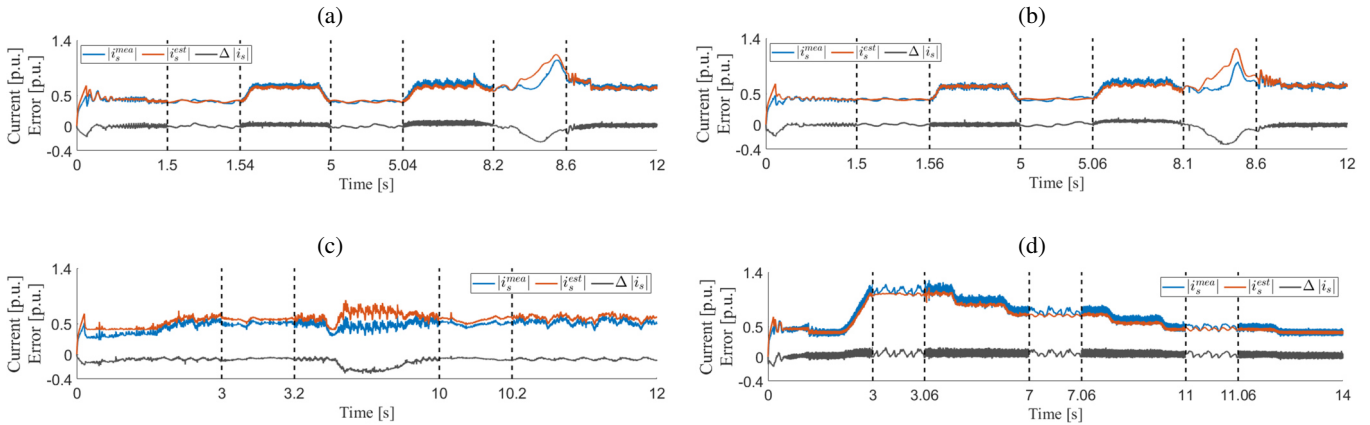 (a)
1.4
|i_s^{mea}| |i_s^{est}| Δ |i_s|
0.5
0
-0.4
Current [p.u.]
Error [p.u.]
0 1.5 1.54 5 5.04 8.2 8.6 12
Time [s]
(b)
1.4
|i_s^{mea}| |i_s^{est}| Δ |i_s|
0.5
0
-0.4
Current [p.u.]
Error [p.u.]
0 1.5 1.56 5 5.06 8.1 8.6 12
Time [s]
(c)
1.4
|i_s^{mea}| |i_s^{est}| Δ |i_s|
0.5
0
-0.4
Current [p.u.]
Error [p.u.]
0 3 3.2 10 10.2 12
Time [s]
(d)
1.4
|i_s^{mea}| |i_s^{est}| Δ |i_s|
0.5
0
-0.4
Current [p.u.]
Error [p.u.]
0 3 3.06 7 7.06 11 11.06 14
Time [s]